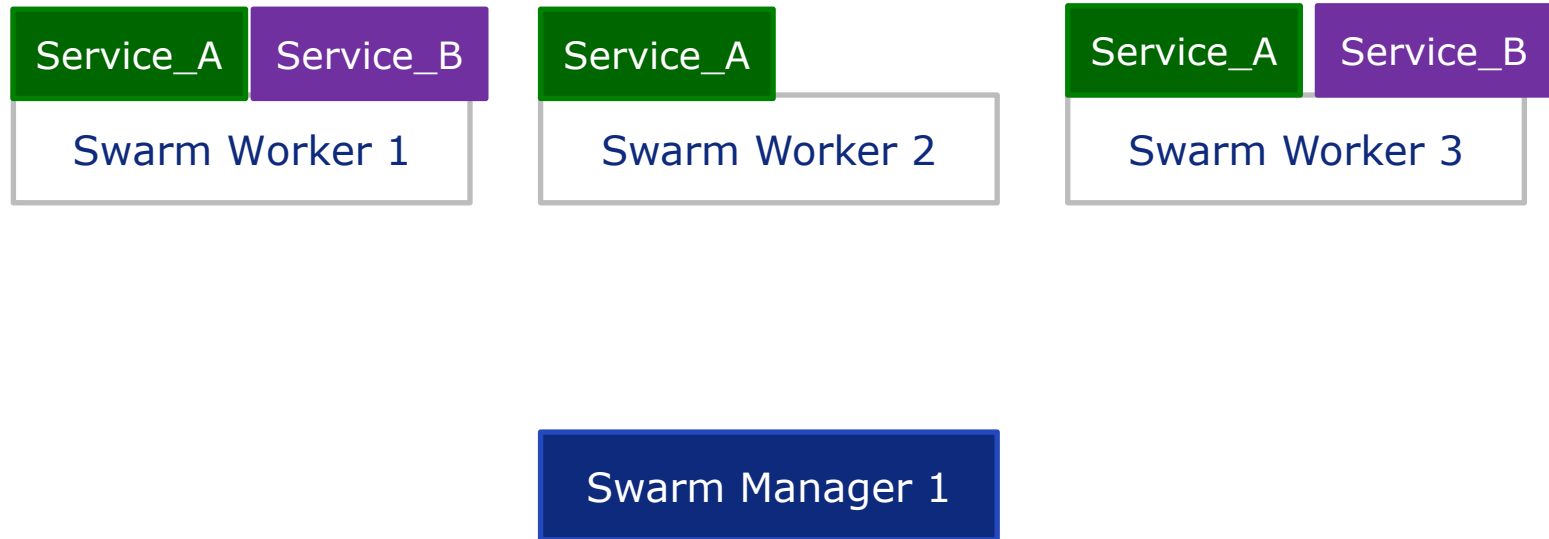 Service_A Service_B Service_A Service_A Service_B
Swarm Worker 1 Swarm Worker 2 Swarm Worker 3
Swarm Manager 1